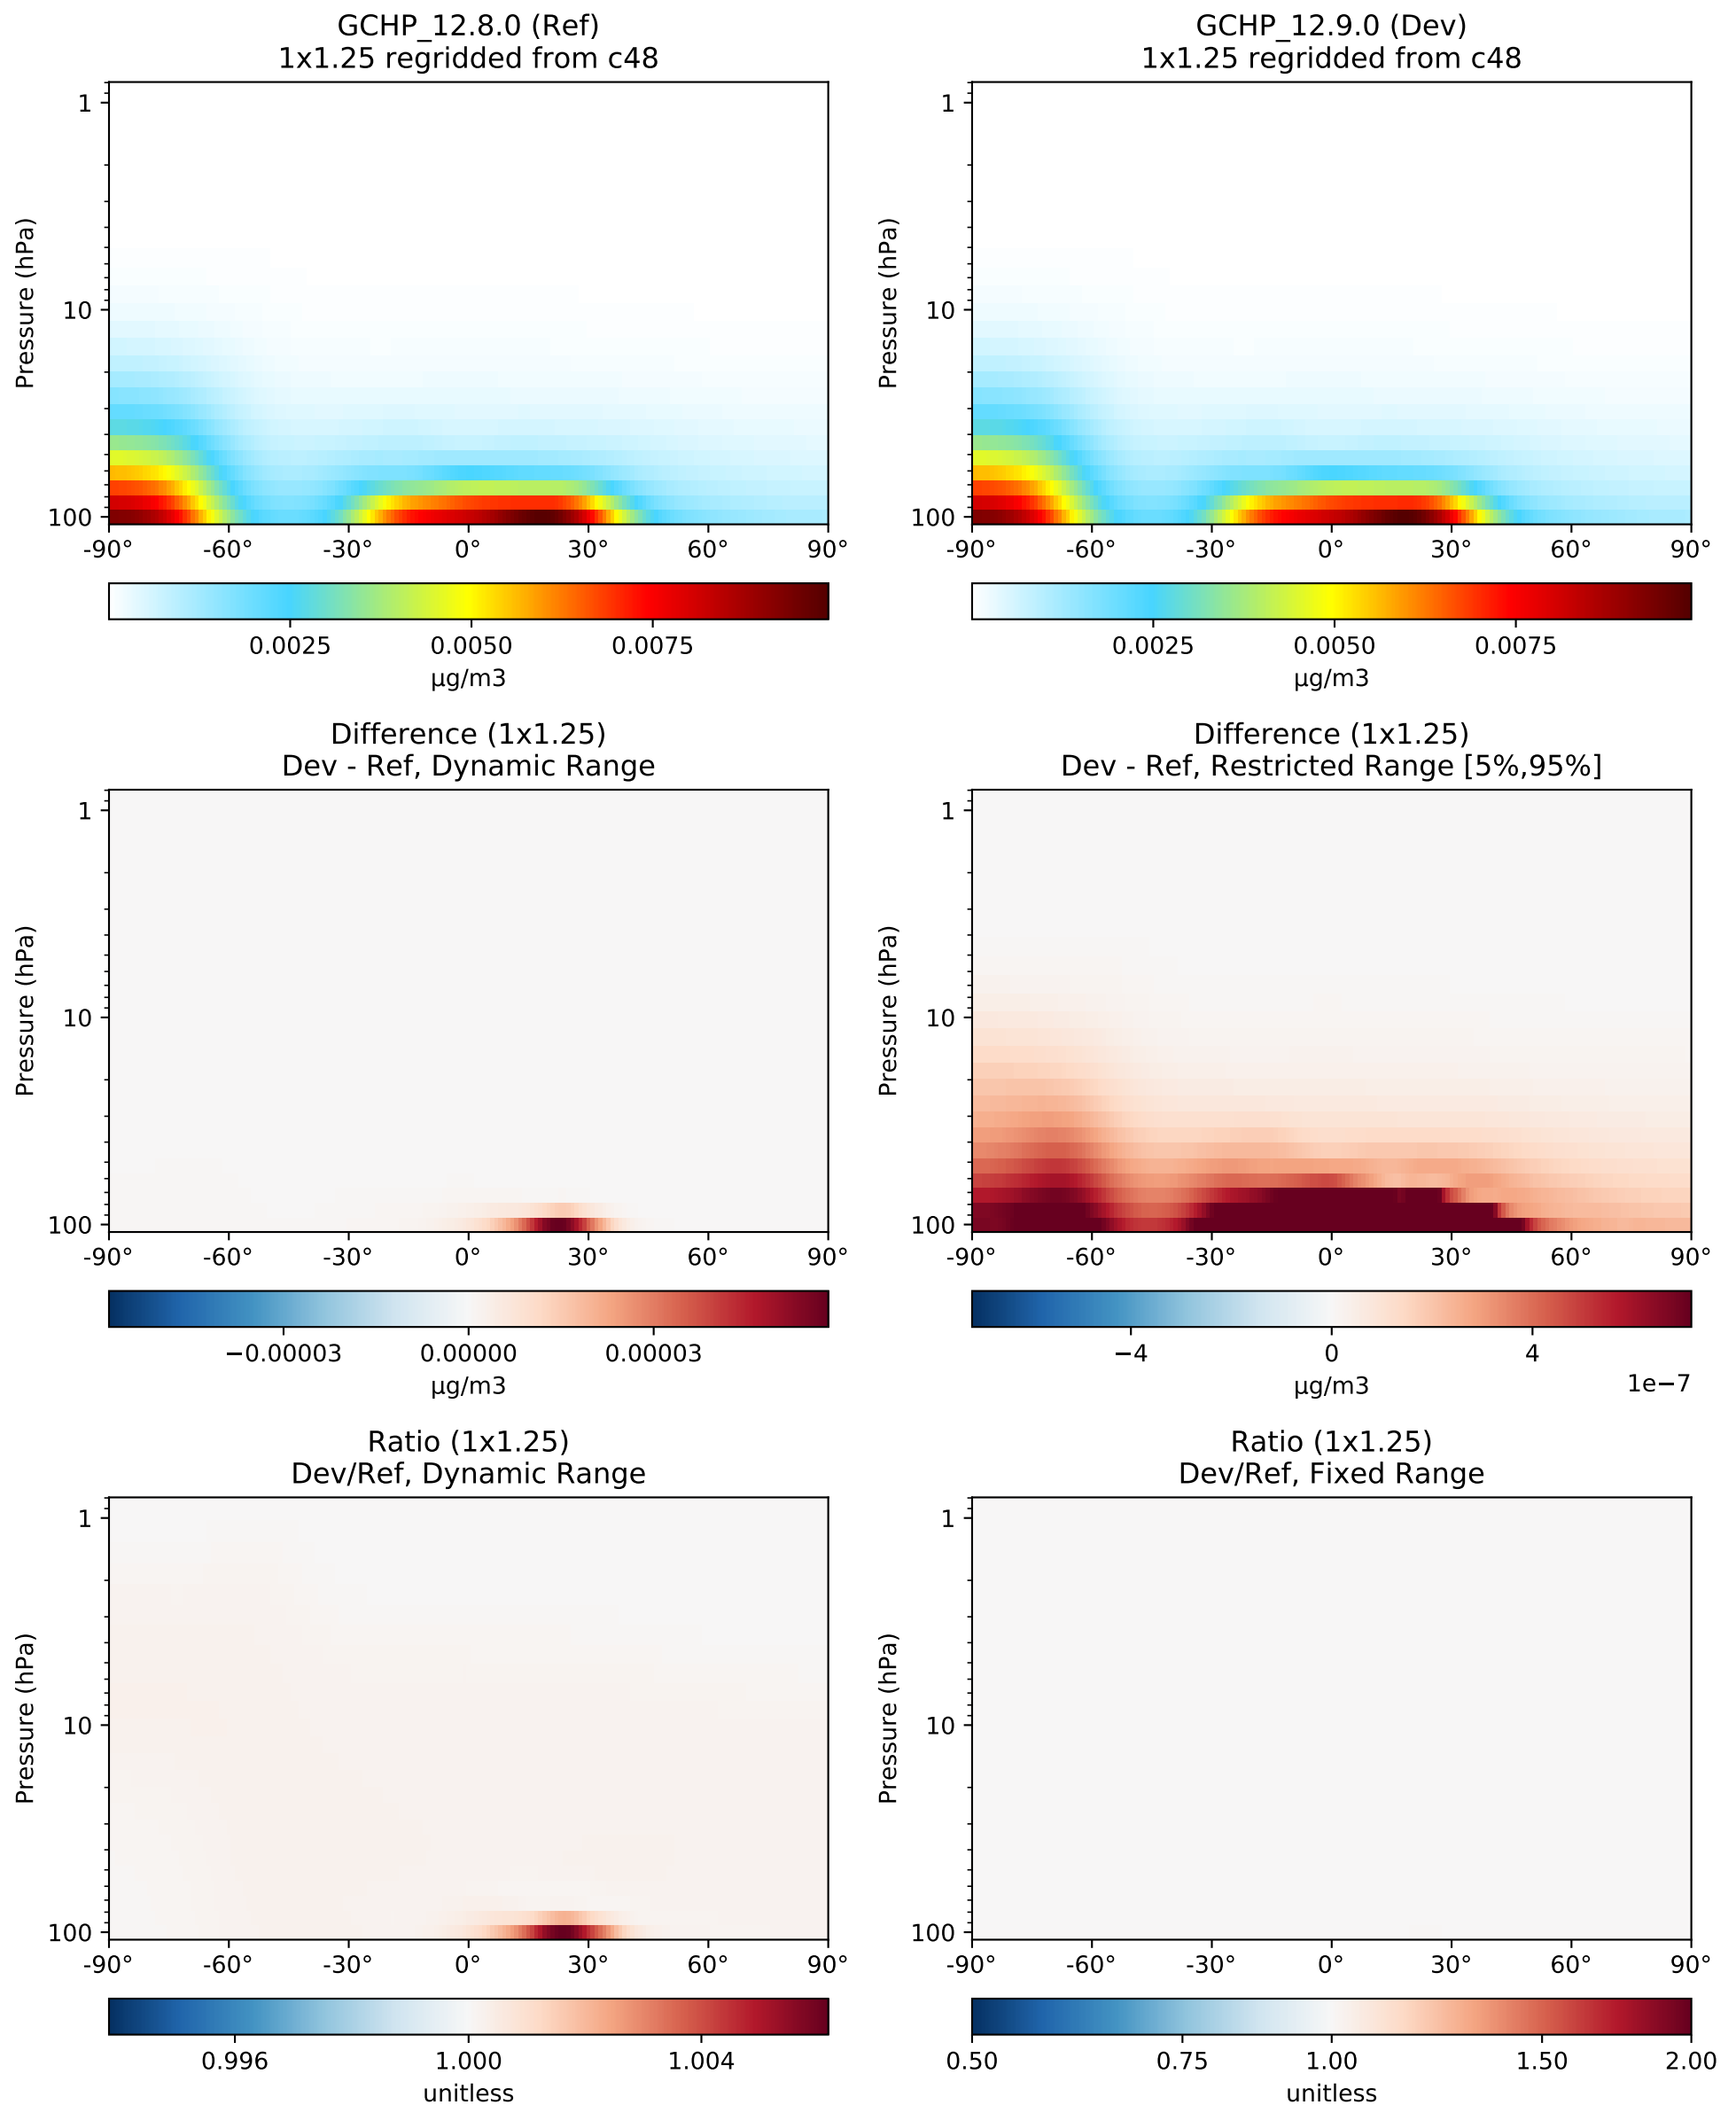 GCHP_12.8.0 (Ref)
1x1.25 regridded from c48
Pressure (hPa)
1
10
100
-90° -60° -30° 0° 30° 60° 90°
0.0025 0.0050 0.0075
µg/m3
GCHP_12.9.0 (Dev)
1x1.25 regridded from c48
Pressure (hPa)
1
10
100
-90° -60° -30° 0° 30° 60° 90°
0.0025 0.0050 0.0075
µg/m3
Difference (1x1.25)
Dev - Ref, Dynamic Range
Pressure (hPa)
1
10
100
-90° -60° -30° 0° 30° 60° 90°
−0.00003 0.00000 0.00003
µg/m3
Difference (1x1.25)
Dev - Ref, Restricted Range [5%,95%]
Pressure (hPa)
1
10
100
-90° -60° -30° 0° 30° 60° 90°
−4 0 4
µg/m3
1e−7
Ratio (1x1.25)
Dev/Ref, Dynamic Range
Pressure (hPa)
1
10
100
-90° -60° -30° 0° 30° 60° 90°
0.996 1.000 1.004
unitless
Ratio (1x1.25)
Dev/Ref, Fixed Range
Pressure (hPa)
1
10
100
-90° -60° -30° 0° 30° 60° 90°
0.50 0.75 1.00 1.50 2.00
unitless